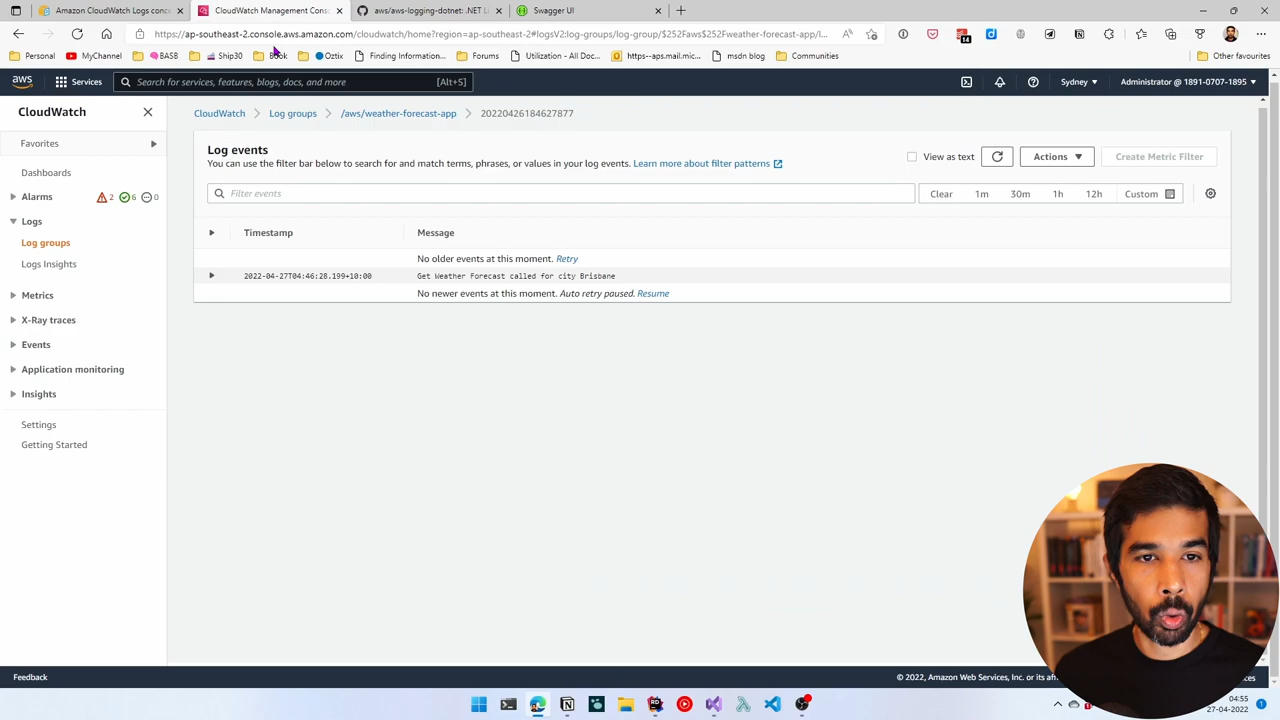 Amazon CloudWatch Logs conce
CloudWatch Management Conso
aws/aws-logging-dotnet: .NET Li
Swagger UI
https://ap-southeast-2.console.aws.amazon.com/cloudwatch/home?region=ap-southeast-2#logsV2:log-groups/log-group/$252Faws$252Fweather-forecast-app/l...
14
Personal
MyChannel
BASB
Ship30
Book
Oztix
Finding Information...
Forums
Utilization - All Doc...
https--aps.mail.mic...
msdn blog
Communities
Other favourites
aws
Services
Search for services, features, blogs, docs, and more
[Alt+S]
Sydney
Administrator @ 1891-0707-1895
CloudWatch
Favorites
Dashboards
Alarms
2
6
0
Logs
Log groups
Logs Insights
Metrics
X-Ray traces
Events
Application monitoring
Insights
Settings
Getting Started
CloudWatch
Log groups
/aws/weather-forecast-app
20220426184627877
Log events
You can use the filter bar below to search for and match terms, phrases, or values in your log events. Learn more about filter patterns
View as text
Actions
Create Metric Filter
Filter events
Clear
1m
30m
1h
12h
Custom
Timestamp
Message
No older events at this moment. Retry
2022-04-27T04:46:28.199+10:00
Get Weather Forecast called for city Brisbane
No newer events at this moment. Auto retry paused. Resume
Feedback
© 2022, Amazon Web Services, Inc. or its
04:55
27-04-2022
1